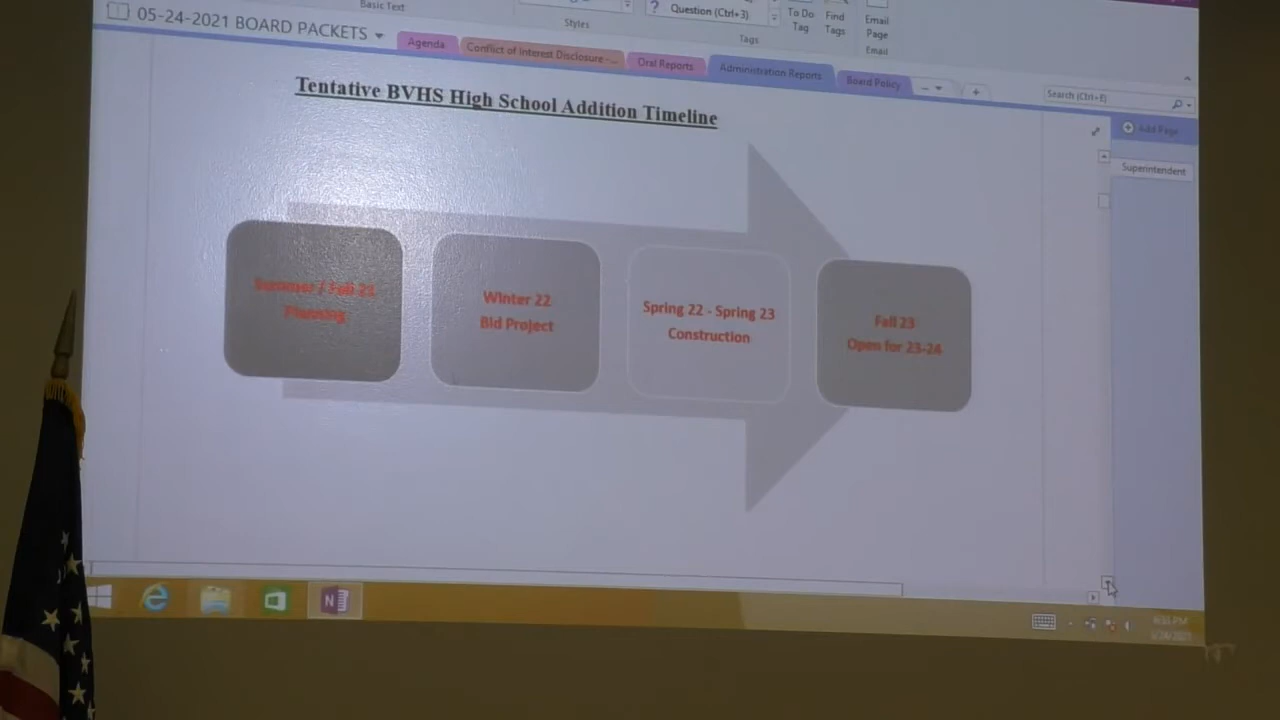 Basic Text
Styles
? Question (Ctrl+3)
Tags
To Do
Tag
Find
Tags
Email
Page
Email
05-24-2021 BOARD PACKETS
Agenda
Conflict of Interest Disclosure -...
Oral Reports
Administration Reports
Board Policy
Search (Ctrl+E)
Add Page
Superintendent
Tentative BVHS High School Addition Timeline
Summer / Fall 21
Planning
Winter 22
Bid Project
Spring 22 - Spring 23
Construction
Fall 23
Open for 23-24